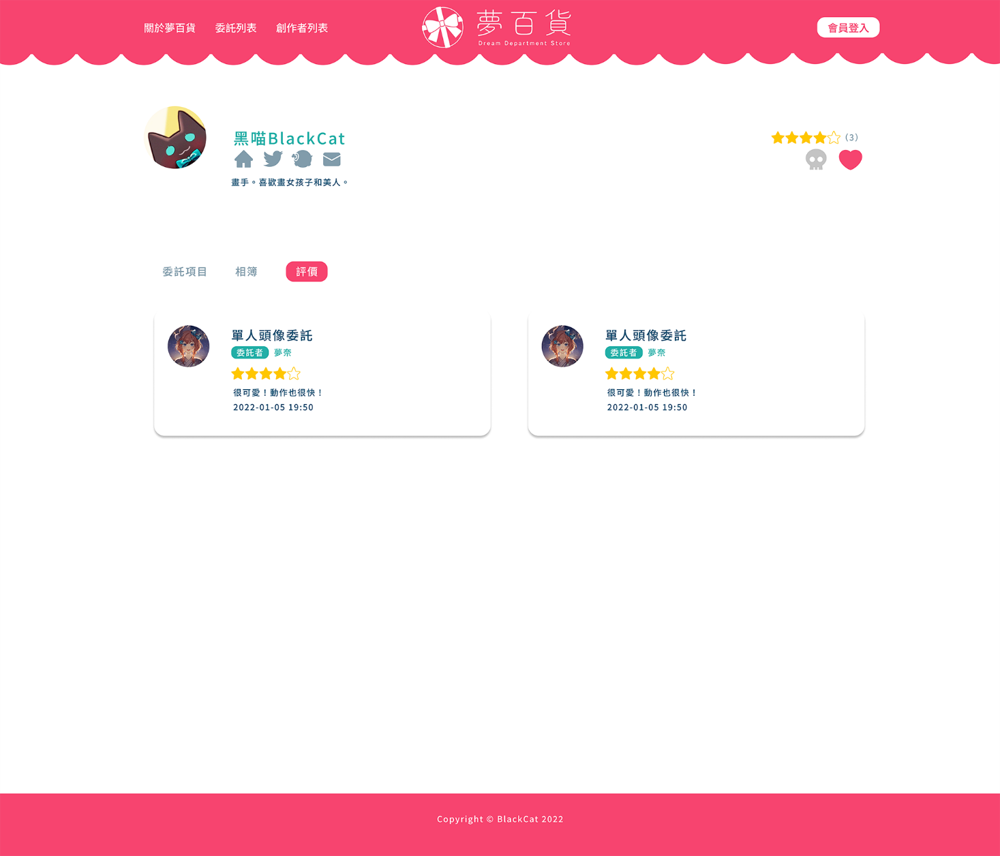 關於夢百貨 委託列表 創作者列表
夢百貨
Dream Department Store
會員登入
黑喵BlackCat
(3)
畫手。喜歡畫女孩子和美人。
委託項目 相簿 評價
單人頭像委託
委託者 夢奈
很可愛！動作也很快！
2022-01-05 19:50
單人頭像委託
委託者 夢奈
很可愛！動作也很快！
2022-01-05 19:50
Copyright © BlackCat 2022